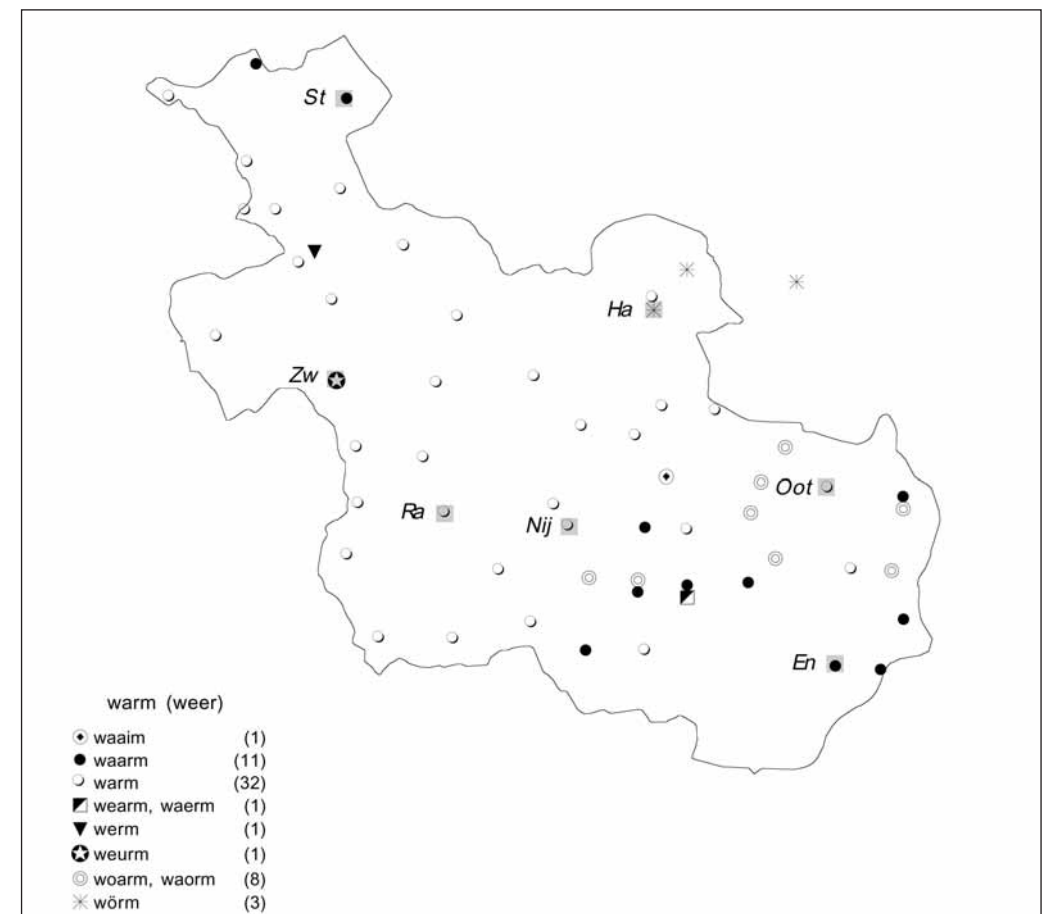 St
Ha
Zw
Oot
Ra
Nij
En
warm (weer)
waaim (1)
waarm (11)
warm (32)
wearm, waerm (1)
werm (1)
weurm (1)
woarm, waorm (8)
wörm (3)